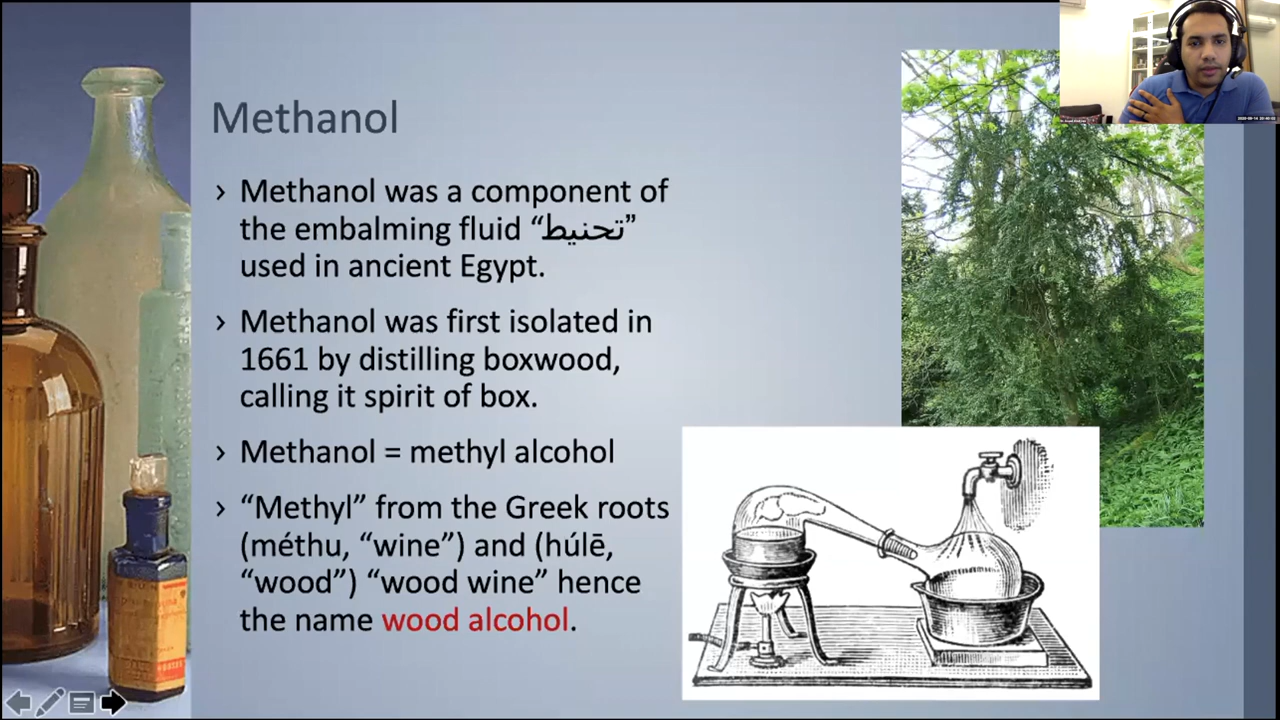 Methanol
› Methanol was a component of
the embalming fluid “تحنيط”
used in ancient Egypt.
› Methanol was first isolated in
1661 by distilling boxwood,
calling it spirit of box.
› Methanol = methyl alcohol
› “Methyl” from the Greek roots
(méthu, “wine”) and (húlē,
“wood”) “wood wine” hence
the name wood alcohol.